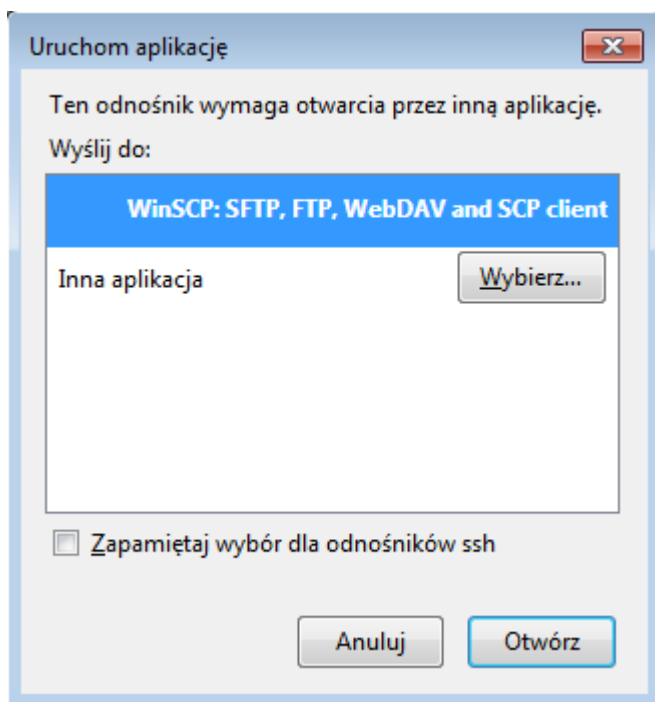 Uruchom aplikację
Ten odnośnik wymaga otwarcia przez inną aplikację.
Wyślij do:
WinSCP: SFTP, FTP, WebDAV and SCP client
Inna aplikacja
Wybierz...
Zapamiętaj wybór dla odnośników ssh
Anuluj
Otwórz